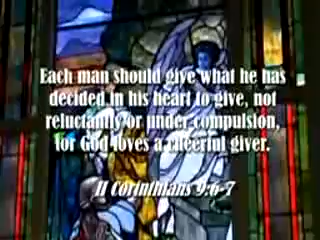 Each man should give what he has
decided in his heart to give, not
reluctantly or under compulsion,
for God loves a cheerful giver.
II Corinthians 9:6-7